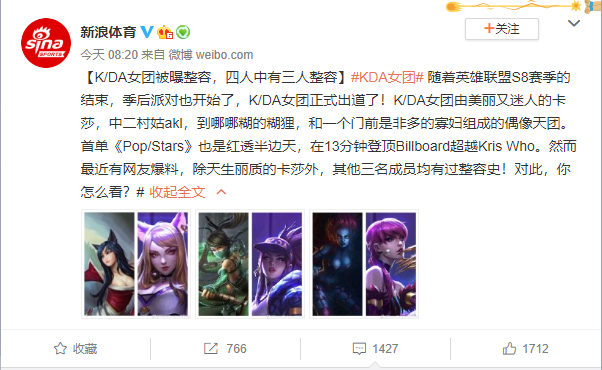 新浪体育
+关注
sina
SPORTS
今天 08:20 来自 微博 weibo.com
【K/DA女团被曝整容，四人中有三人整容】#KDA女团# 随着英雄联盟S8赛季的
结束，季后派对也开始了，K/DA女团正式出道了！K/DA女团由美丽又迷人的卡
莎，中二村姑akl，到哪哪糊的糊狸，和一个门前是非多的寡妇组成的偶像天团。
首单《Pop/Stars》也是红透半边天，在13分钟登顶Billboard超越Kris Who。然而
最近有网友爆料，除天生丽质的卡莎外，其他三名成员均有过整容史！对此，你
怎么看？# 收起全文
收藏
766
1427
1712